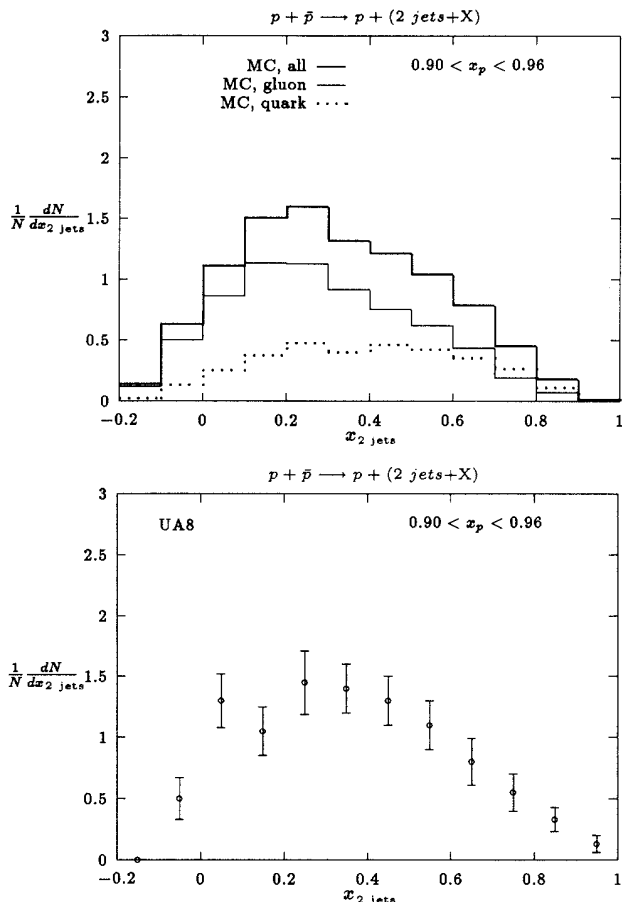 p + p̄ ⟶ p + (2 jets+X)
3
MC, all
0.90 < x_p < 0.96
MC, gluon
2.5
MC, quark
2
1/N dN/dx_2 jets
1.5
1
0.5
0
−0.2 0 0.2 0.4 0.6 0.8 1
x_2 jets
p + p̄ ⟶ p + (2 jets+X)
3
UA8
0.90 < x_p < 0.96
2.5
2
1/N dN/dx_2 jets
1.5
1
0.5
0
−0.2 0 0.2 0.4 0.6 0.8 1
x_2 jets